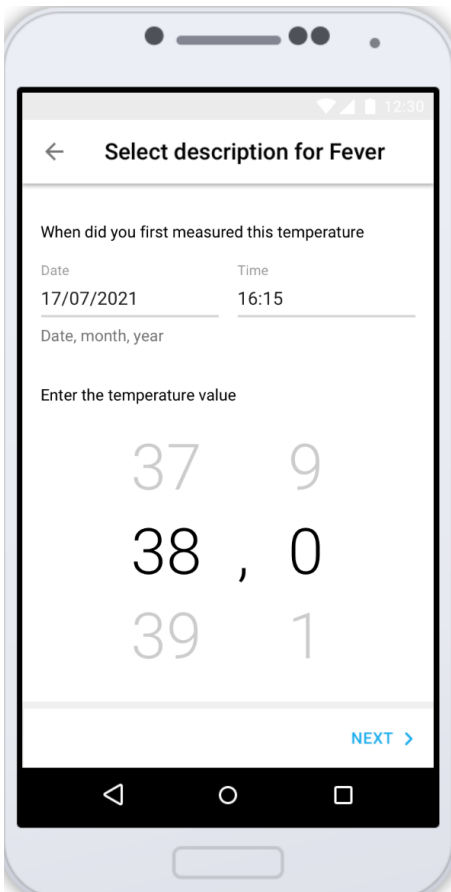 12:30
Select description for Fever
When did you first measured this temperature
Date Time
17/07/2021 16:15
Date, month, year
Enter the temperature value
37 9
38 , 0
39 1
NEXT